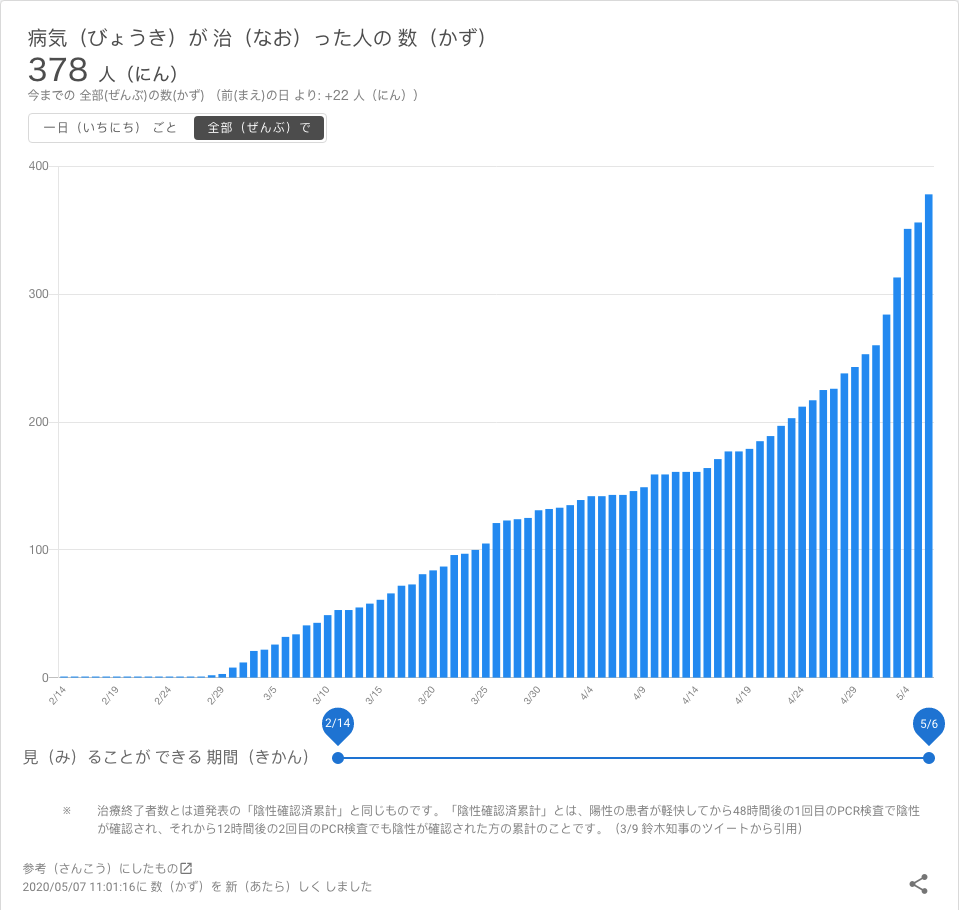 病気（びょうき）が 治（なお）った人の 数（かず）
378 人（にん）
今までの 全部(ぜんぶ)の数(かず) （前(まえ)の日 より: +22 人（にん））
一日（いちにち） ごと 全部（ぜんぶ）で
400
300
200
100
0
2/14 2/19 2/24 2/29 3/5 3/10 3/15 3/20 3/25 3/30 4/4 4/9 4/14 4/19 4/24 4/29 5/4
2/14 5/6
見（み）ることが できる 期間（きかん）
※ 治療終了者数とは道発表の「陰性確認済累計」と同じものです。「陰性確認済累計」とは、陽性の患者が軽快してから48時間後の1回目のPCR検査で陰性
が確認され、それから12時間後の2回目のPCR検査でも陰性が確認された方の累計のことです。（3/9 鈴木知事のツイートから引用）
参考（さんこう）にしたもの
2020/05/07 11:01:16に 数（かず）を 新（あたら）しく しました